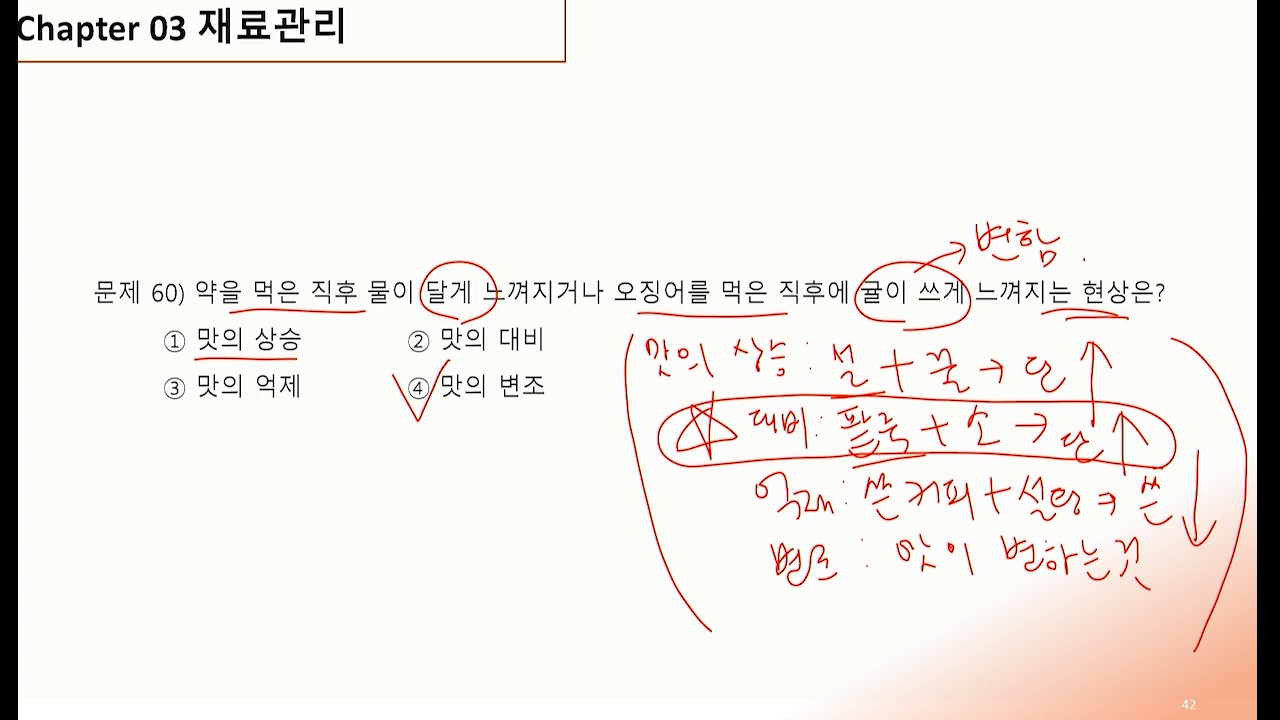 Chapter 03 재료관리
변함.
문제 60) 약을 먹은 직후 물이 달게 느껴지거나 오징어를 먹은 직후에 귤이 쓰게 느껴지는 현상은?
① 맛의 상승 ② 맛의 대비
③ 맛의 억제 ④ 맛의 변조
맛의 상승 : 설 + 꿀 → 단 ↑
대비 : 팥죽 + 소 → 단 ↑
억제 : 쓴 커피 + 설탕 → 쓴 ↓
변조 : 맛이 변하는것
42